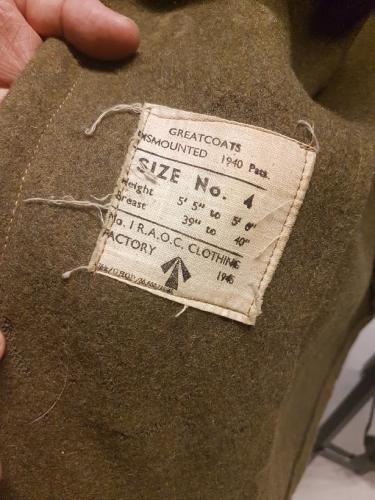 GREATCOATS
DISMOUNTED 1940 Patt.
SIZE No. 4
Height 5' 5" to 5' 6"
Breast 39" to 40"
No. 1 R.A.O.C. CLOTHING
FACTORY